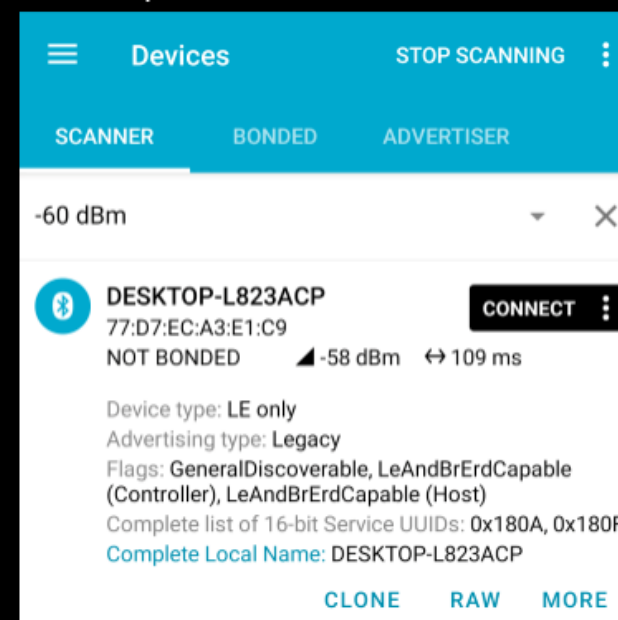 Devices STOP SCANNING
SCANNER BONDED ADVERTISER
-60 dBm
DESKTOP-L823ACP CONNECT
77:D7:EC:A3:E1:C9
NOT BONDED -58 dBm 109 ms
Device type: LE only
Advertising type: Legacy
Flags: GeneralDiscoverable, LeAndBrErdCapable
(Controller), LeAndBrErdCapable (Host)
Complete list of 16-bit Service UUIDs: 0x180A, 0x180F
Complete Local Name: DESKTOP-L823ACP
CLONE RAW MORE